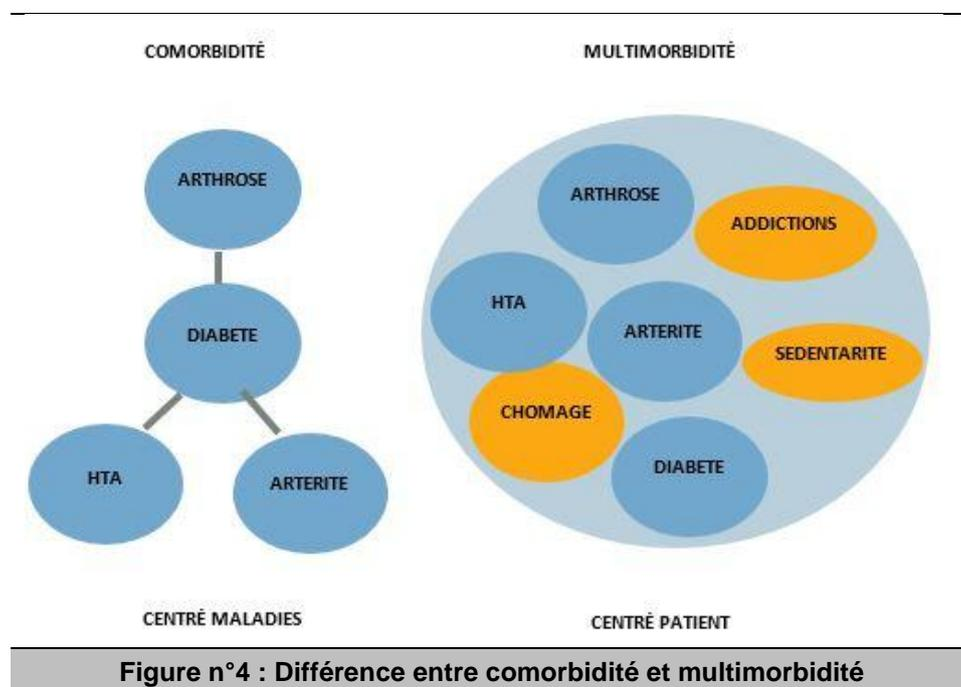 COMORBIDITÉ
MULTIMORBIDITÉ
ARTHROSE
DIABETE
HTA
ARTERITE
ARTHROSE
ADDICTIONS
HTA
ARTERITE
SEDENTARITE
CHOMAGE
DIABETE
CENTRÉ MALADIES
CENTRÉ PATIENT
Figure n°4 : Différence entre comorbidité et multimorbidité